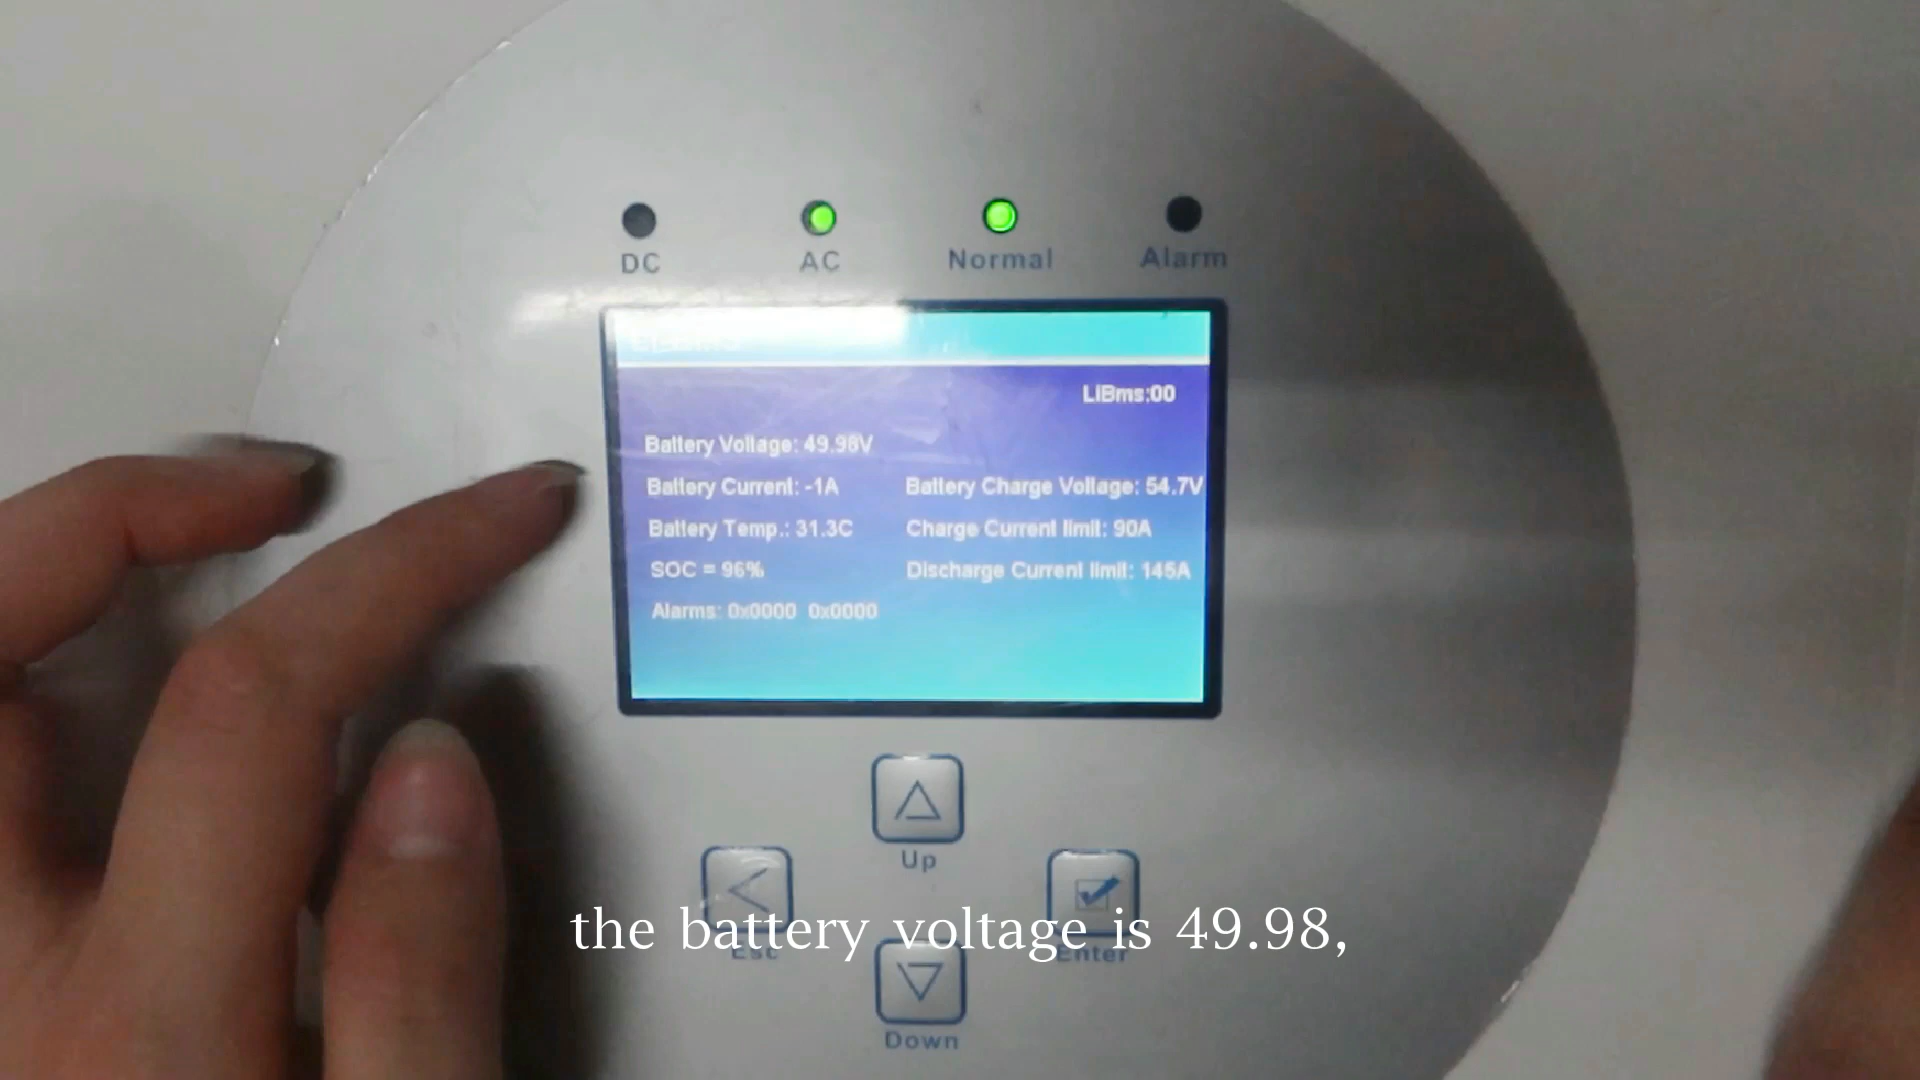 DC AC Normal Alarm
LiBms:00
Battery Voltage: 49.98V
Battery Current: -1A Battery Charge Voltage: 54.7V
Battery Temp.: 31.3C Charge Current limit: 90A
SOC = 96% Discharge Current limit: 145A
Alarms: 0x0000 0x0000
Up
the battery voltage is 49.98,
Esc Enter
Down